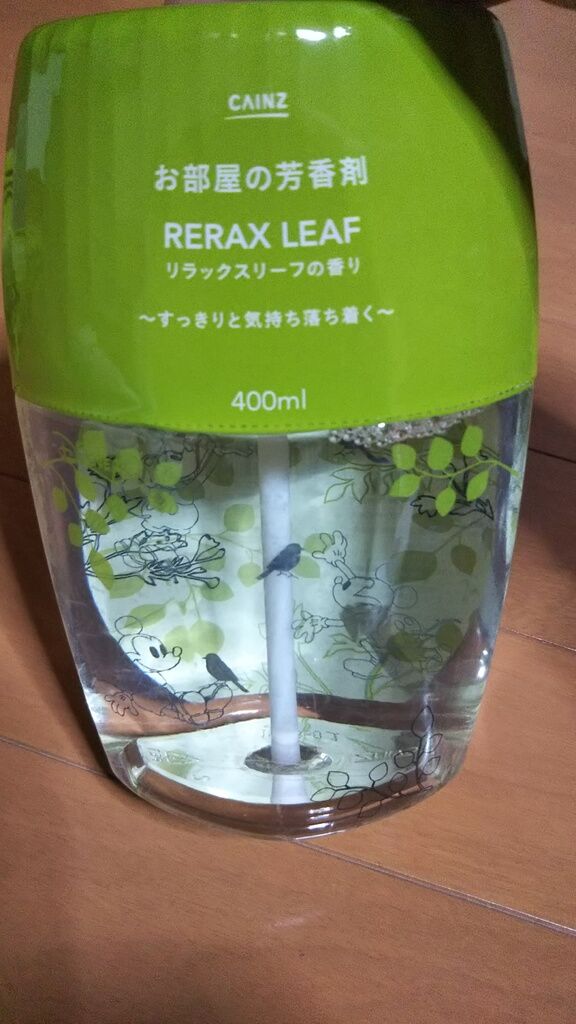 CAINZ
お部屋の芳香剤
RERAX LEAF
リラックスリーフの香り
～すっきりと気持ち落ち着く～
400ml